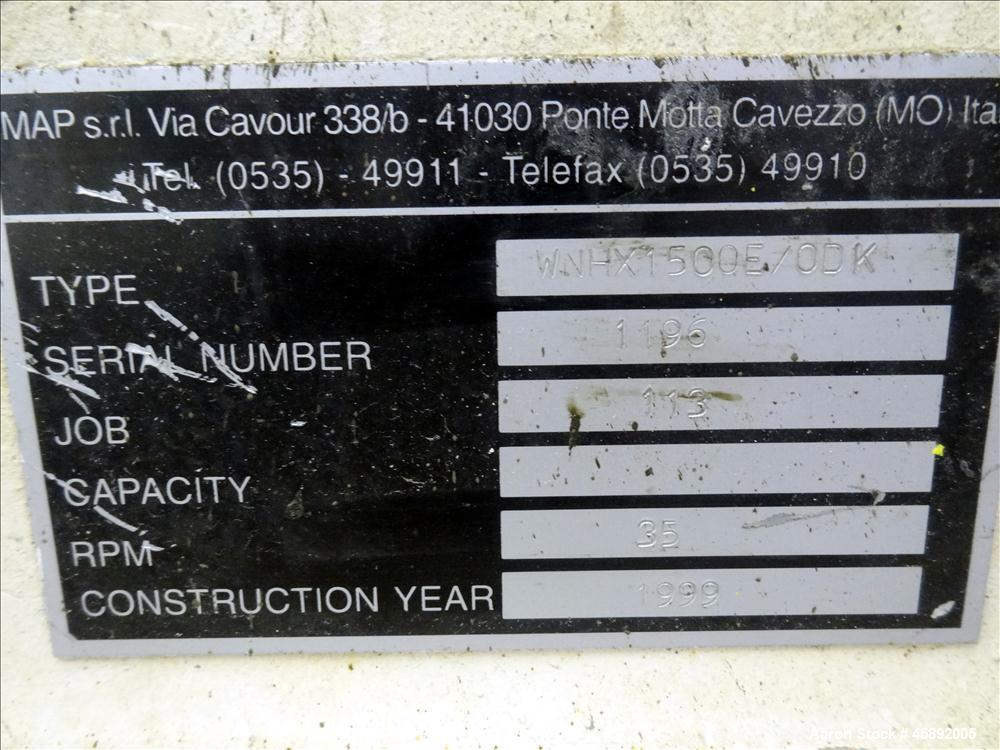 MAP s.r.l. Via Cavour 338/b - 41030 Ponte Motta Cavezzo (MO) Ita
Tel. (0535) - 49911 - Telefax (0535) 49910
TYPE WNHX1500E/ODK
SERIAL NUMBER 1196
JOB 113
CAPACITY
RPM 35
CONSTRUCTION YEAR 1999
Aaron Stock # 46892005